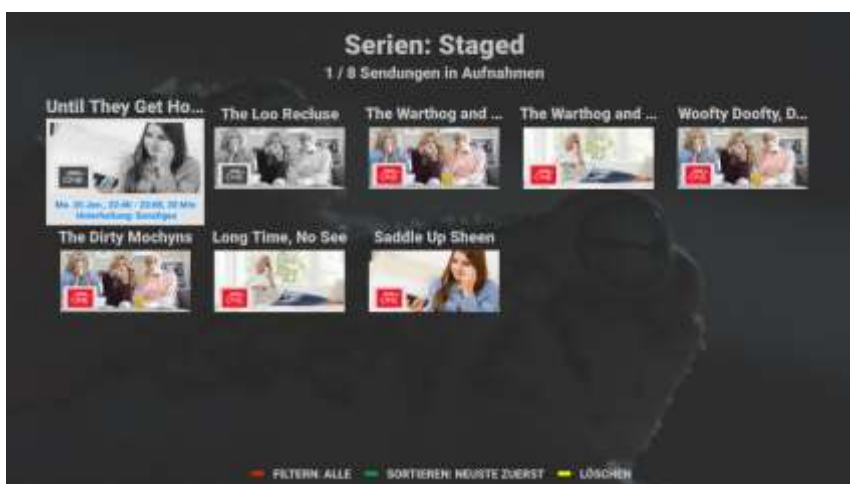 Serien: Staged
1 / 8 Sendungen in Aufnahmen
Until They Get Ho...
The Loo Recluse
The Warthog and ...
The Warthog and ...
Woofty Doofty, D...
Unterhaltung: Sonstiges
The Dirty Mochyns
Long Time, No See
Saddle Up Sheen
FILTERN: ALLE
SORTIEREN: NEUSTE ZUERST
LÖSCHEN